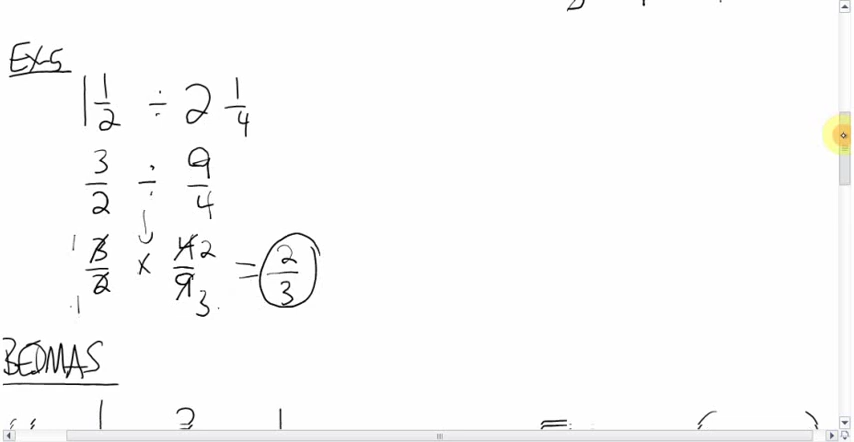 EX-5
1 1/2 ÷ 2 1/4
3/2 ÷ 9/4
1 3/2 1 × 4/9 2 3 = 2/3
BEDMAS